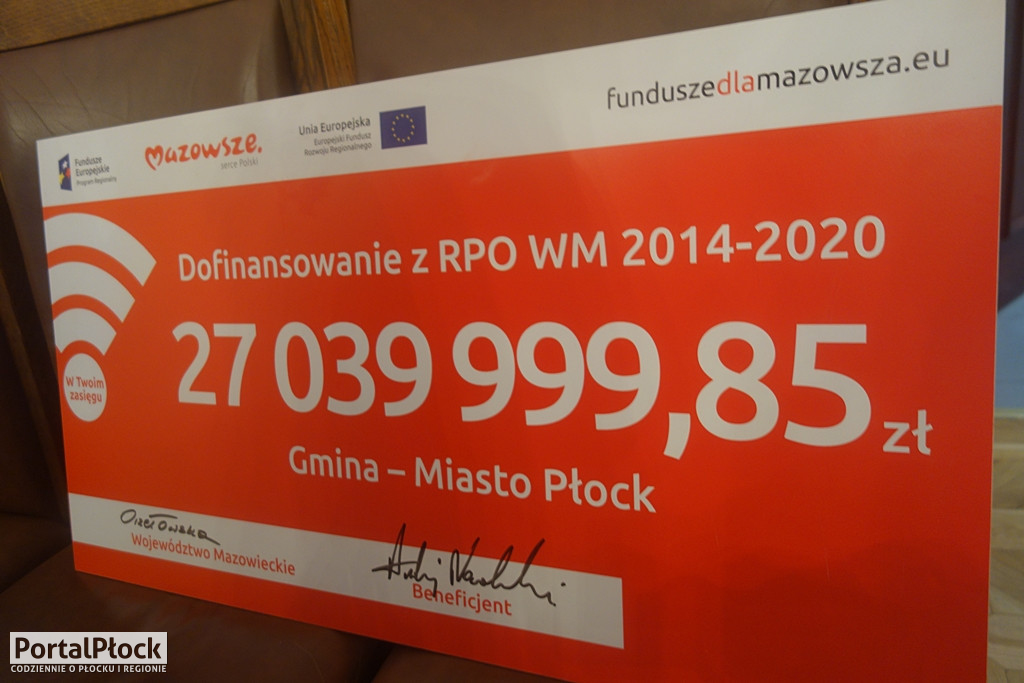 Fundusze
Europejskie
Program Regionalny
mazowsze.
serce Polski
Unia Europejska
Europejski Fundusz
Rozwoju Regionalnego
funduszedlamazowsza.eu
Dofinansowanie z RPO WM 2014-2020
27 039 999,85 zł
W Twoim
zasięgu
Gmina – Miasto Płock
Województwo Mazowieckie
Beneficjent
PortalPłock
CODZIENNIE O PŁOCKU I REGIONIE